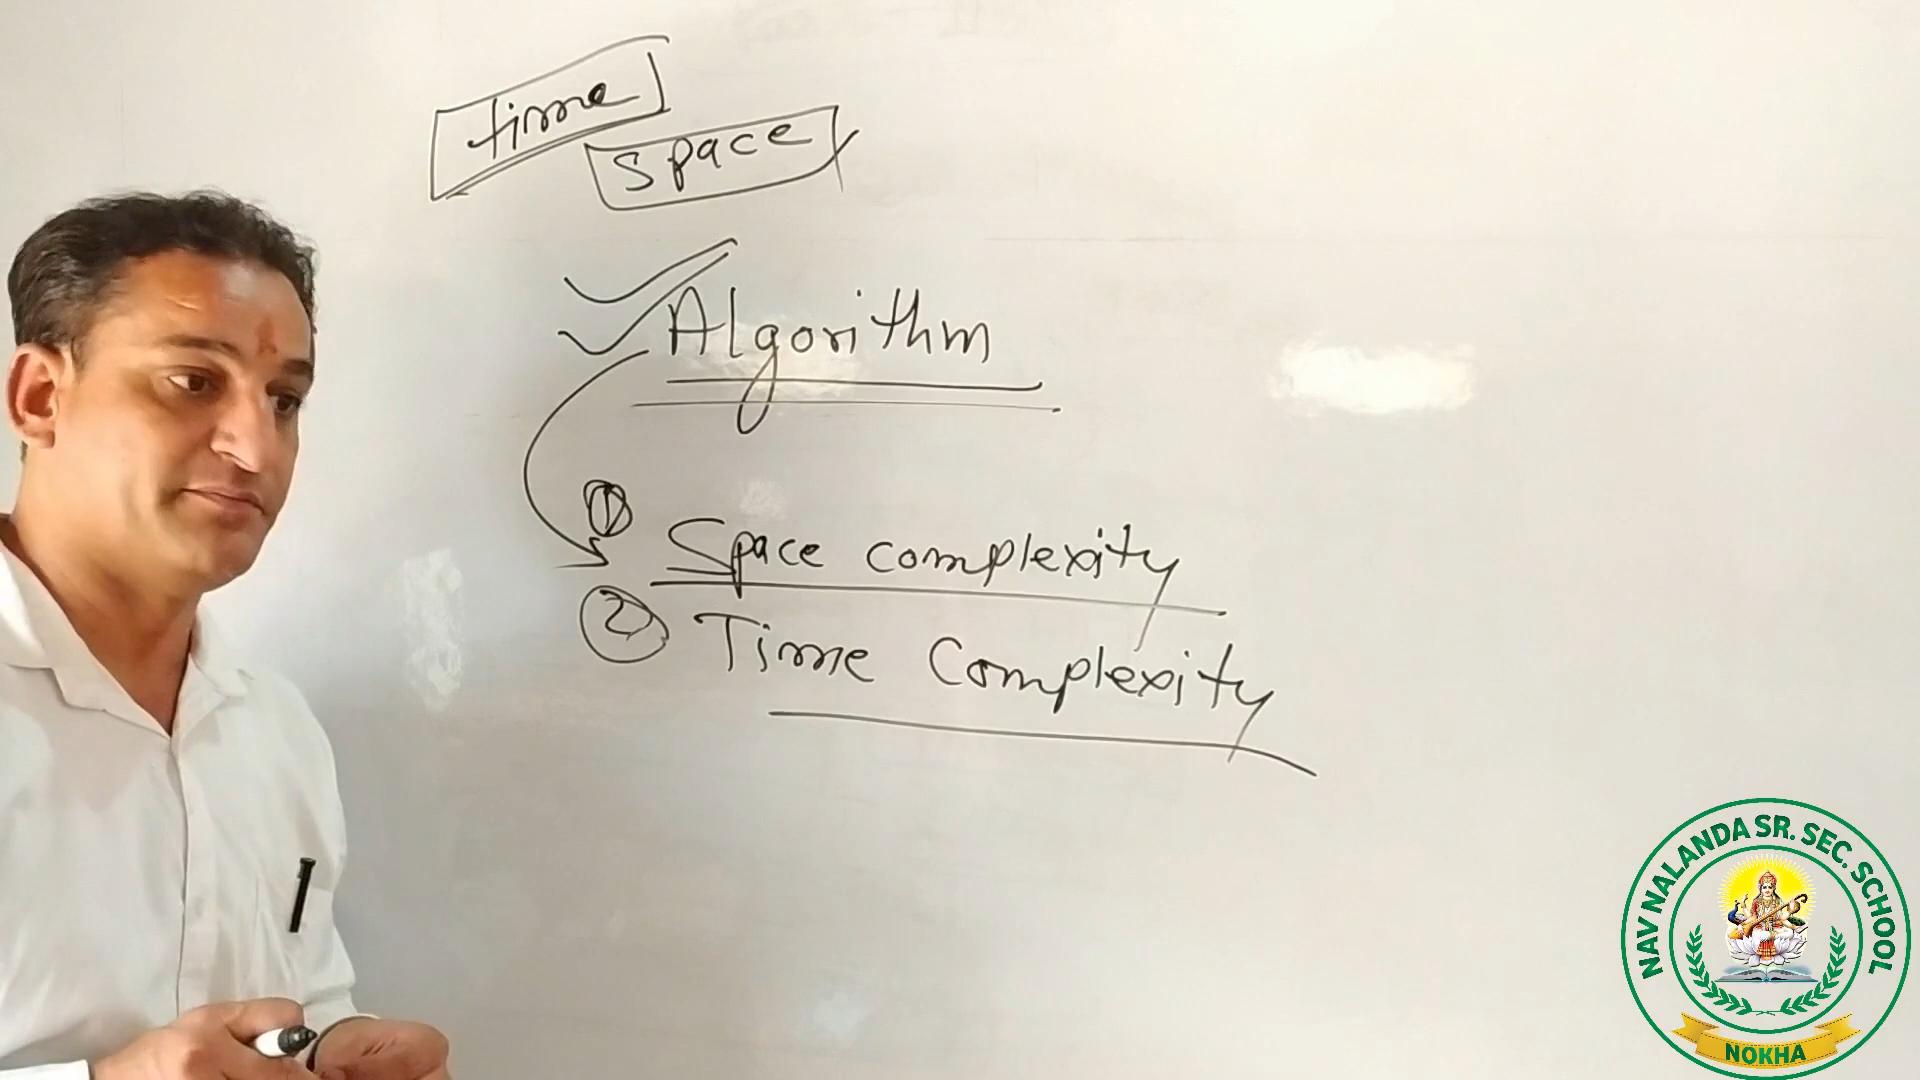 time
space
Algorithm
① Space complexity
② Time Complexity
NAV NALANDA SR. SEC. SCHOOL
NOKHA